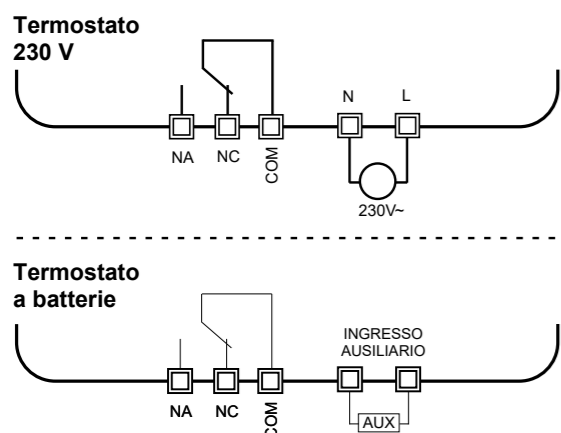 Termostato
230 V
N L
NA NC COM
230V~
Termostato
a batterie
INGRESSO
AUSILIARIO
NA NC COM
AUX